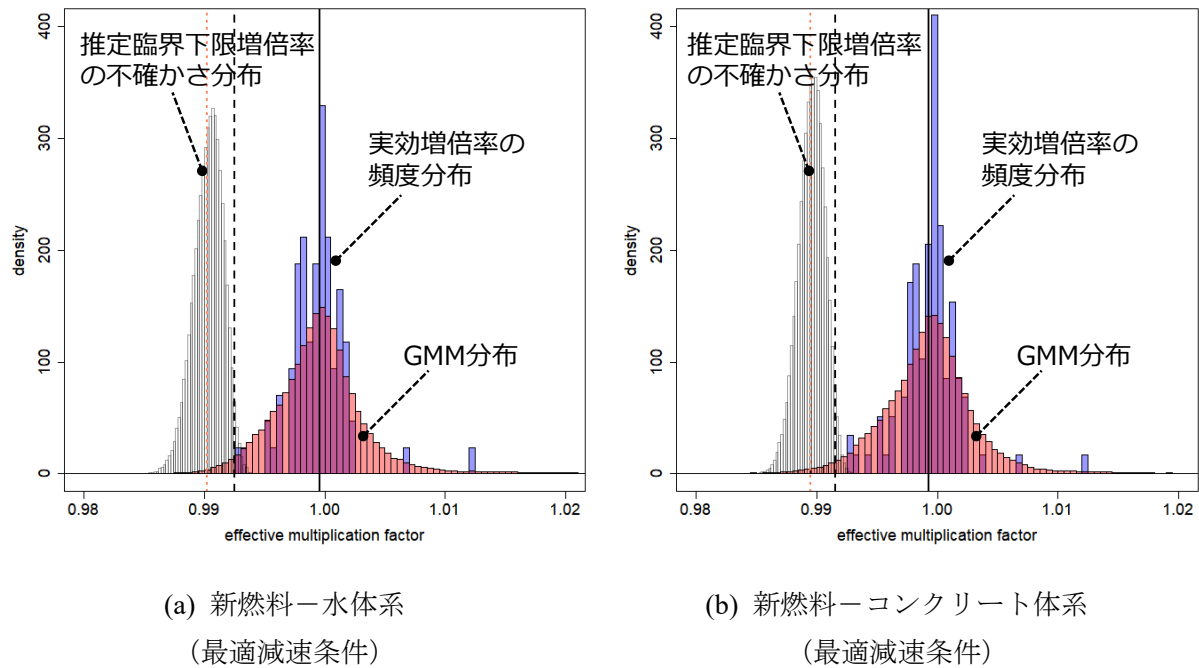 400
300
200
100
0
density
推定臨界下限増倍率
の不確かさ分布
実効増倍率の
頻度分布
GMM分布
0.98
0.99
1.00
1.01
1.02
effective multiplication factor
(a) 新燃料－水体系
（最適減速条件）
400
300
200
100
0
density
推定臨界下限増倍率
の不確かさ分布
実効増倍率の
頻度分布
GMM分布
0.98
0.99
1.00
1.01
1.02
effective multiplication factor
(b) 新燃料－コンクリート体系
（最適減速条件）